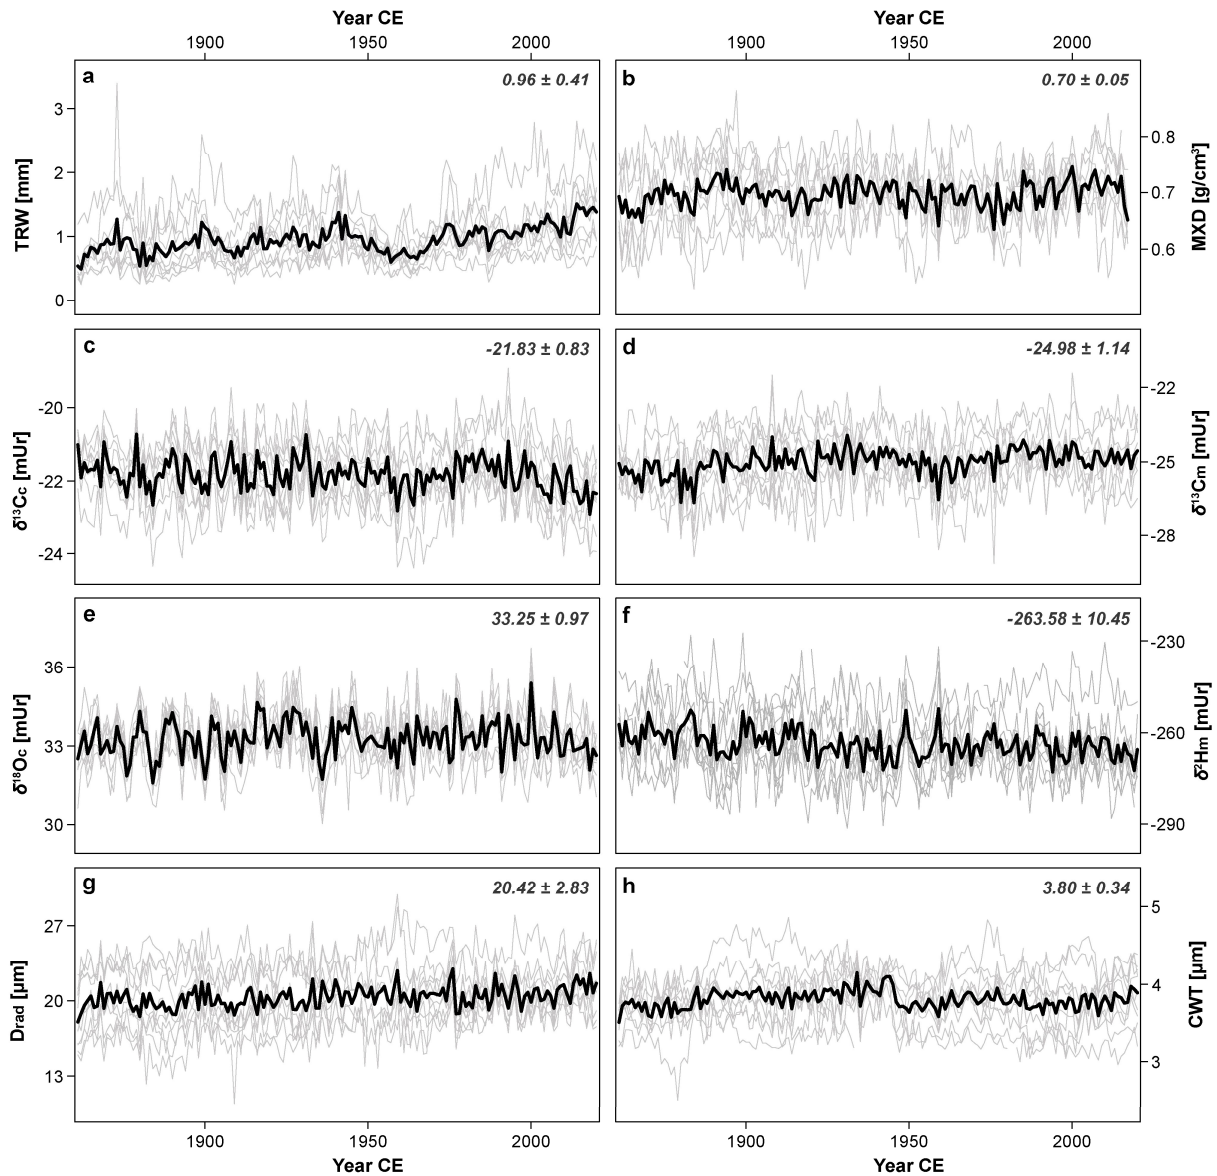 Year CE Year CE
1900 1950 2000 1900 1950 2000
a 0.96 ± 0.41
TRW [mm]
3
2
1
0
b 0.70 ± 0.05
MXD [g/cm³]
0.8
0.7
0.6
c -21.83 ± 0.83
δ¹³Cc [mUr]
-20
-22
-24
d -24.98 ± 1.14
δ¹³Cm [mUr]
-22
-25
-28
e 33.25 ± 0.97
δ¹⁸Oc [mUr]
36
33
30
f -263.58 ± 10.45
δ²Hm [mUr]
-230
-260
-290
g 20.42 ± 2.83
Drad [µm]
27
20
13
h 3.80 ± 0.34
CWT [µm]
5
4
3
1900 1950 2000 1900 1950 2000
Year CE Year CE